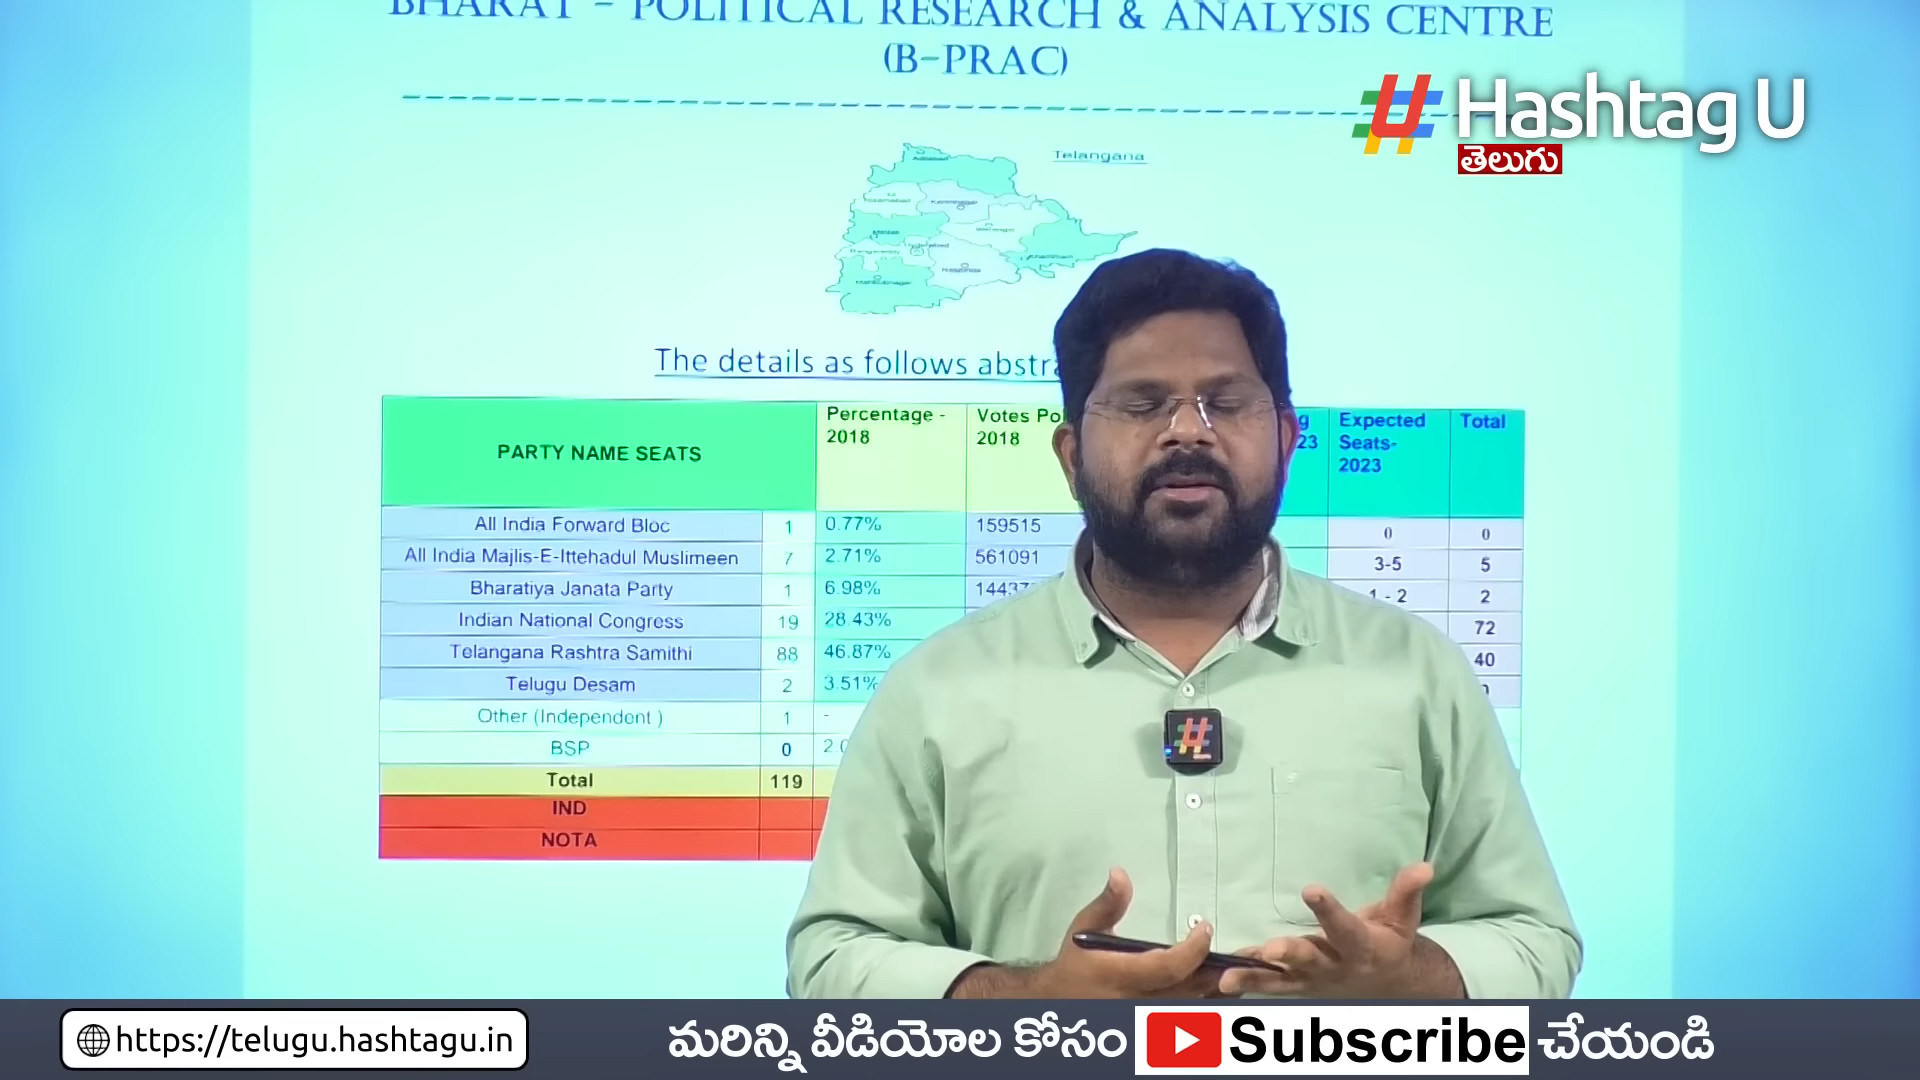 BHARAT - POLITICAL RESEARCH & ANALYSIS CENTRE
(B-PRAC)
Hashtag U
తెలుగు
Telangana
The details as follows
PARTY NAME SEATS
Percentage - 2018
Votes
2018
Expected Seats- 2023
Total
All India Forward Bloc 1 0.77% 159515 0 0
All India Majlis-E-Ittehadul Muslimeen 7 2.71% 561091 3-5 5
Bharatiya Janata Party 1 6.98% 1 - 2 2
Indian National Congress 19 28.43% 72
Telangana Rashtra Samithi 88 46.87% 40
Telugu Desam 2 3.51%
Other (Independent ) 1 -
BSP 0
Total 119
IND
NOTA
https://telugu.hashtagu.in
మరిన్ని వీడియోల కోసం Subscribe చేయండి